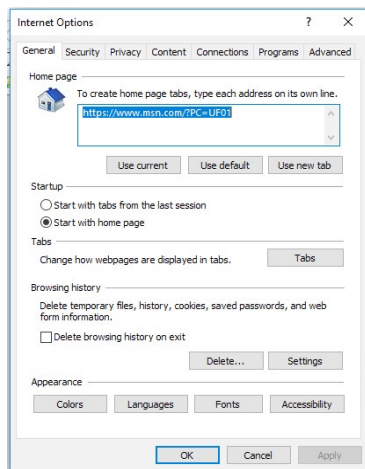 Internet Options ? X
General Security Privacy Content Connections Programs Advanced
Home page
To create home page tabs, type each address on its own line.
https://www.msn.com/?PC=UF01
Use current Use default Use new tab
Startup
Start with tabs from the last session
Start with home page
Tabs
Change how webpages are displayed in tabs. Tabs
Browsing history
Delete temporary files, history, cookies, saved passwords, and web
form information.
Delete browsing history on exit
Delete... Settings
Appearance
Colors Languages Fonts Accessibility
OK Cancel Apply